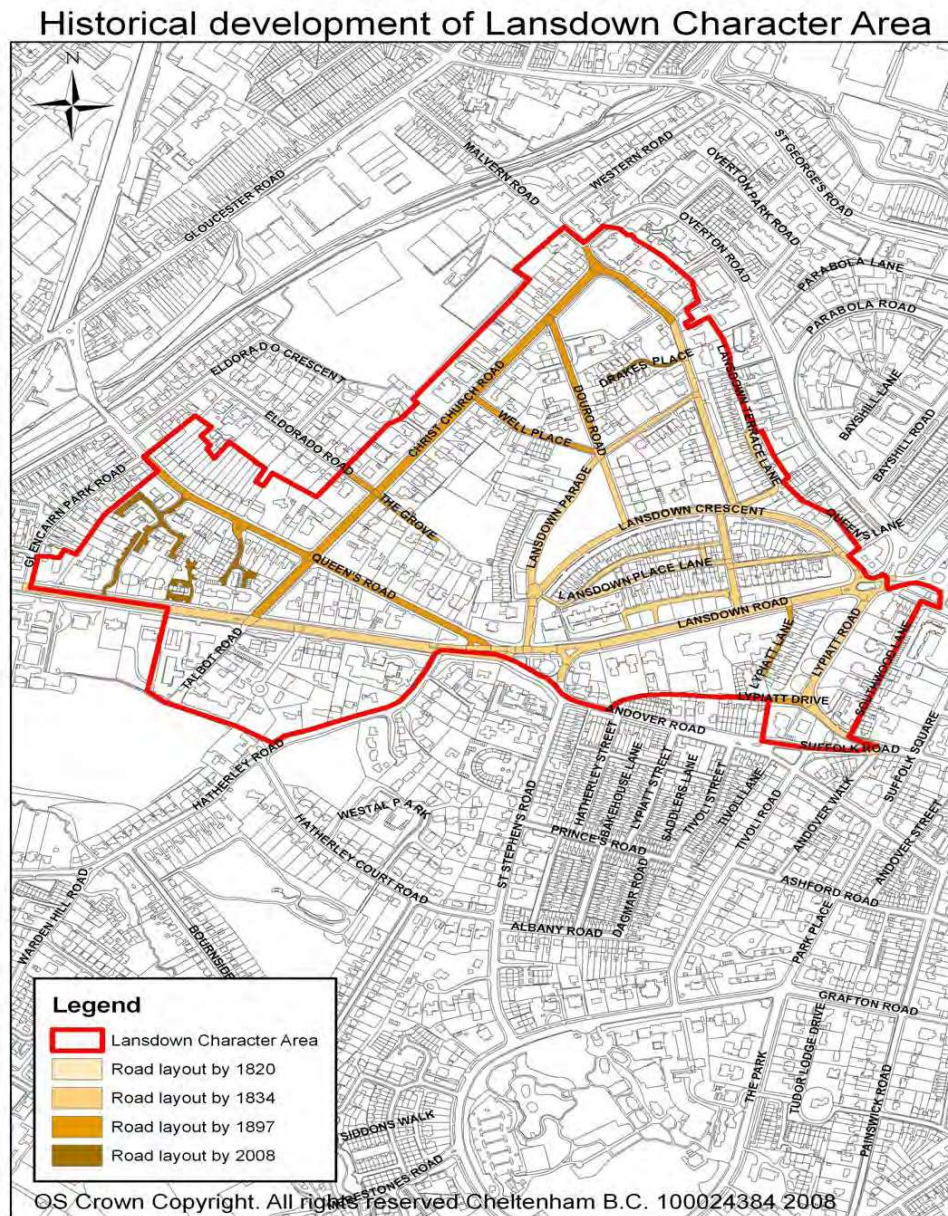 Historical development of Lansdown Character Area
N
MALVERN ROAD
WESTERN ROAD
ST GEORGE'S ROAD
OVERTON PARK ROAD
GLOUCESTER ROAD
OVERTON ROAD
PARABOLA LANE
PARABOLA ROAD
ELDORADO CRESCENT
DRAKES PLACE
LANSDOWN TERRACE LANE
BAYSHILL LANE
CHRIST CHURCH ROAD
DOURO ROAD
ELDORADO ROAD
WELL PLACE
BAYSHILL ROAD
GLENCAIRN PARK ROAD
THE GROVE
LANSDOWN PARADE
LANSDOWN CRESCENT
QUEEN'S LANE
QUEEN'S ROAD
LANSDOWN PLACE LANE
LANSDOWN ROAD
TALBOT ROAD
LYPIATT LANE
LYPIATT ROAD
SOUTHWOOD LANE
LYPIATT DRIVE
ANDOVER ROAD
SUFFOLK ROAD
SUFFOLK SQUARE
HATHERLEY ROAD
HATHERLEY STREET
BAKEHOUSE LANE
LYPIATT STREET
SADDLERS LANE
TIVOLI STREET
TIVOLI LANE
TIVOLI ROAD
ANDOVER WALK
ANDOVER STREET
WESTAL PARK
ST STEPHEN'S ROAD
PRINCE'S ROAD
HATHERLEY COURT ROAD
DAGMAR ROAD
ASHFORD ROAD
WARDEN HILL ROAD
BOURNSIDE
ALBANY ROAD
PARK PLACE
GRAFTON ROAD
THE PARK
TUDOR LODGE DRIVE
PAINSWICK ROAD
SIDDONS WALK
Legend
Lansdown Character Area
Road layout by 1820
Road layout by 1834
Road layout by 1897
Road layout by 2008
OS Crown Copyright. All rights reserved Cheltenham B.C. 100024384 2008